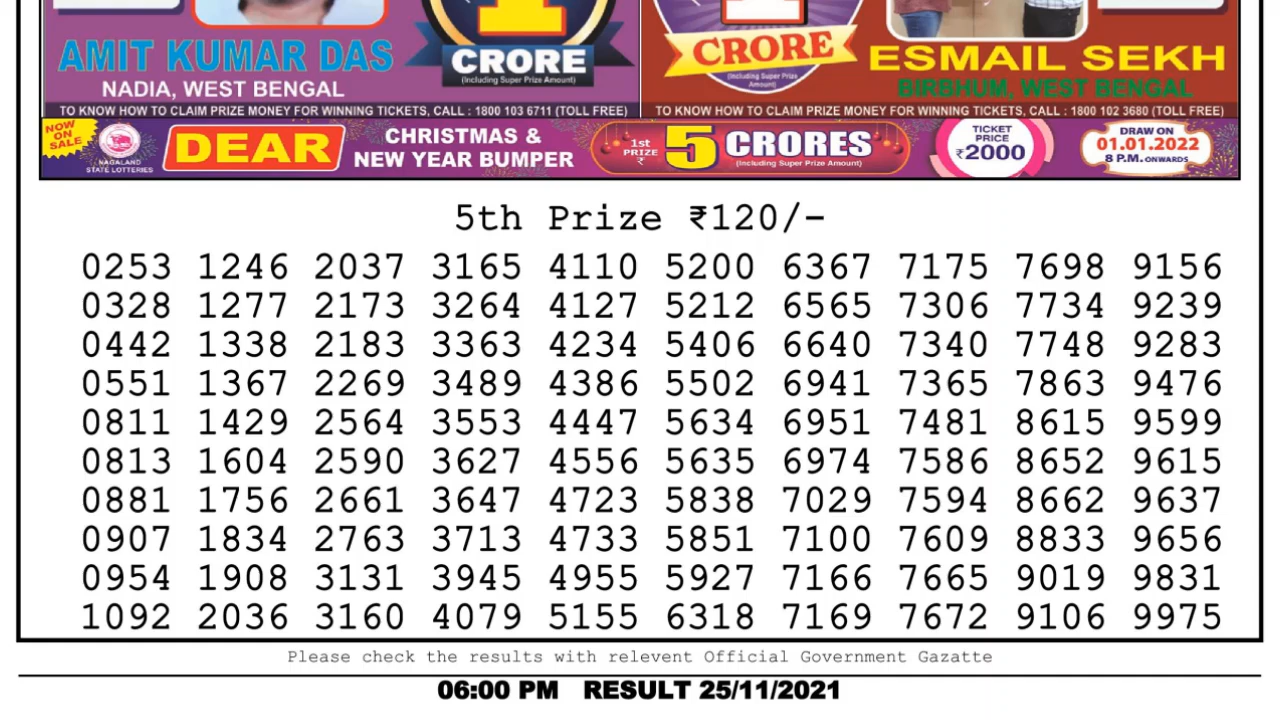 AMIT KUMAR DAS
NADIA, WEST BENGAL
1
CRORE
(Including Super Prize Amount)
TO KNOW HOW TO CLAIM PRIZE MONEY FOR WINNING TICKETS, CALL : 1800 103 6711 (TOLL FREE)
1
CRORE
(Including Super Prize
Amount)
ESMAIL SEKH
BIRBHUM, WEST BENGAL
TO KNOW HOW TO CLAIM PRIZE MONEY FOR WINNING TICKETS, CALL : 1800 102 3680 (TOLL FREE)
NOW
ON
SALE
NAGALAND
STATE LOTTERIES
DEAR
CHRISTMAS &
NEW YEAR BUMPER
1st
PRIZE
₹
5 CRORES
(Including Super Prize Amount)
TICKET
PRICE
₹2000
DRAW ON
01.01.2022
8 P.M. ONWARDS
5th Prize ₹120/-
0253 1246 2037 3165 4110 5200 6367 7175 7698 9156
0328 1277 2173 3264 4127 5212 6565 7306 7734 9239
0442 1338 2183 3363 4234 5406 6640 7340 7748 9283
0551 1367 2269 3489 4386 5502 6941 7365 7863 9476
0811 1429 2564 3553 4447 5634 6951 7481 8615 9599
0813 1604 2590 3627 4556 5635 6974 7586 8652 9615
0881 1756 2661 3647 4723 5838 7029 7594 8662 9637
0907 1834 2763 3713 4733 5851 7100 7609 8833 9656
0954 1908 3131 3945 4955 5927 7166 7665 9019 9831
1092 2036 3160 4079 5155 6318 7169 7672 9106 9975
Please check the results with relevent Official Government Gazatte
06:00 PM RESULT 25/11/2021